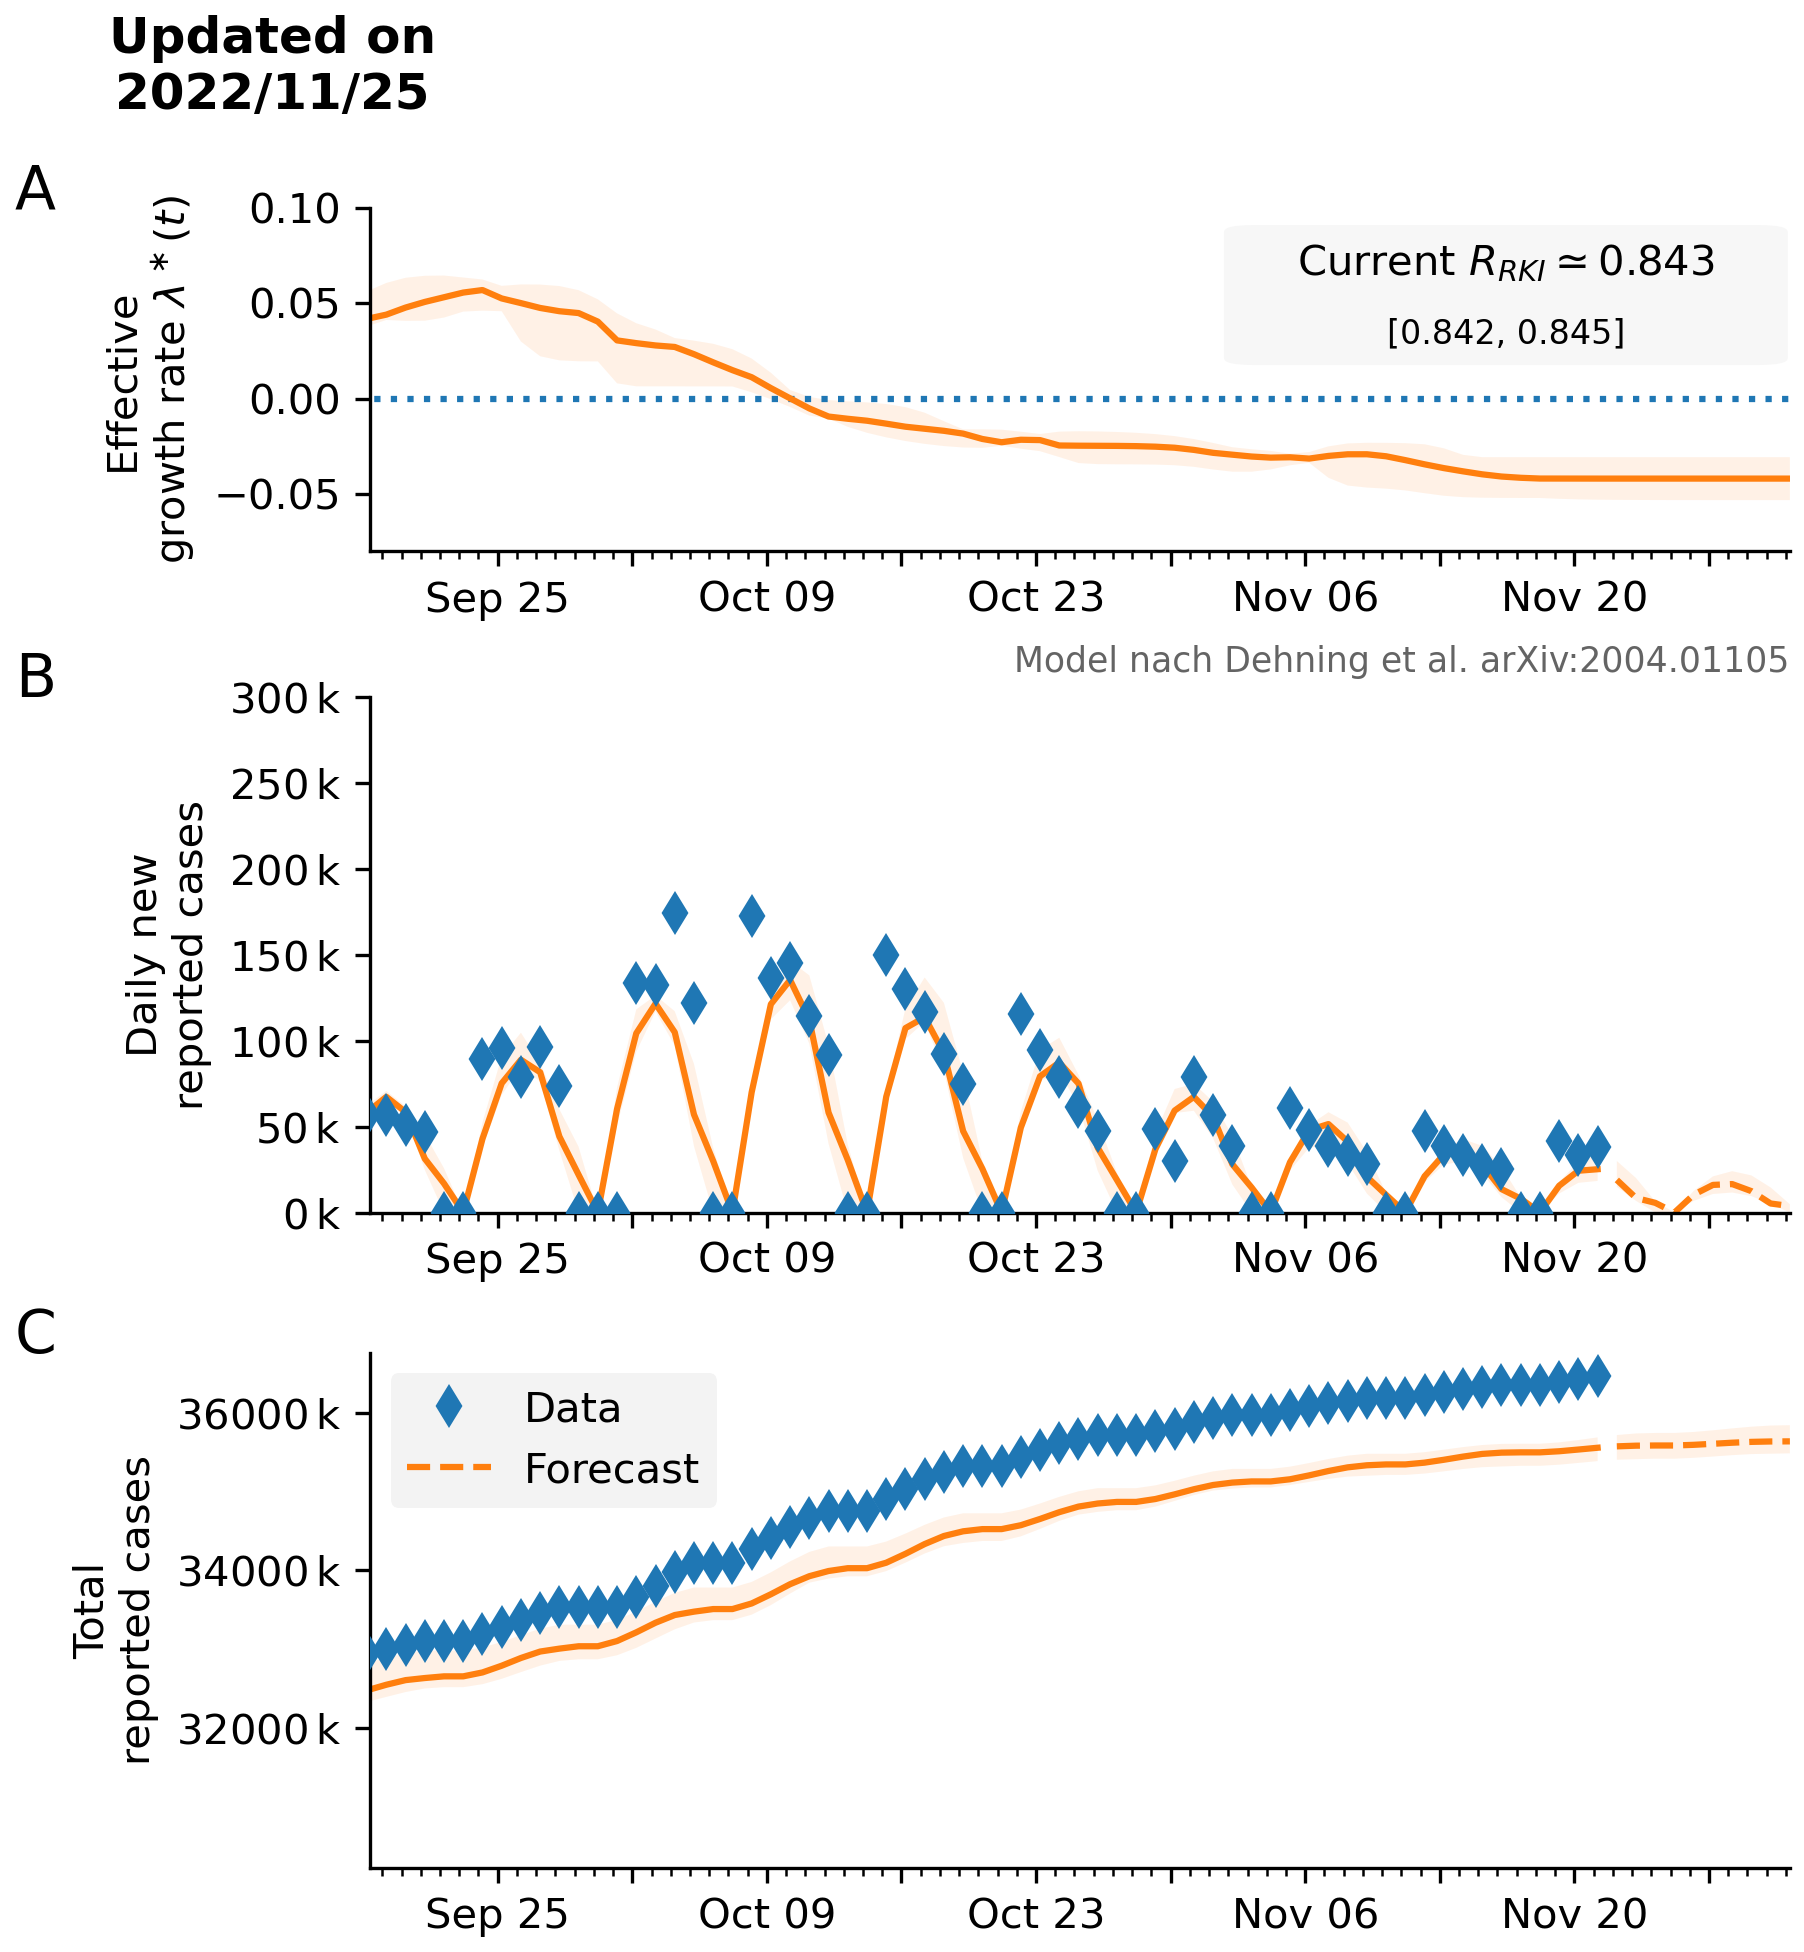 Updated on
2022/11/25
A
Effective
growth rate λ * (t)
0.10
0.05
0.00
−0.05
Current R_RKI ≃ 0.843
[0.842, 0.845]
Sep 25
Oct 09
Oct 23
Nov 06
Nov 20
B
Model nach Dehning et al. arXiv:2004.01105
Daily new
reported cases
300 k
250 k
200 k
150 k
100 k
50 k
0 k
Sep 25
Oct 09
Oct 23
Nov 06
Nov 20
C
Total
reported cases
36000 k
34000 k
32000 k
Data
Forecast
Sep 25
Oct 09
Oct 23
Nov 06
Nov 20